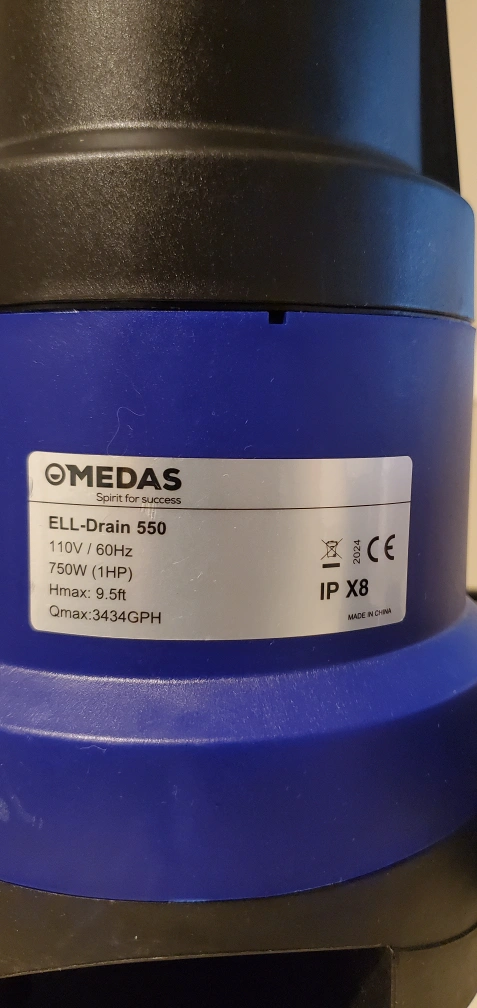 OMEDAS
Spirit for success
ELL-Drain 550
110V / 60Hz
750W (1HP)
Hmax: 9.5ft
Qmax:3434GPH
2024
CE
IP X8
MADE IN CHINA